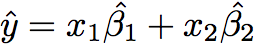 ŷ = x₁β̂₁ + x₂β̂₂